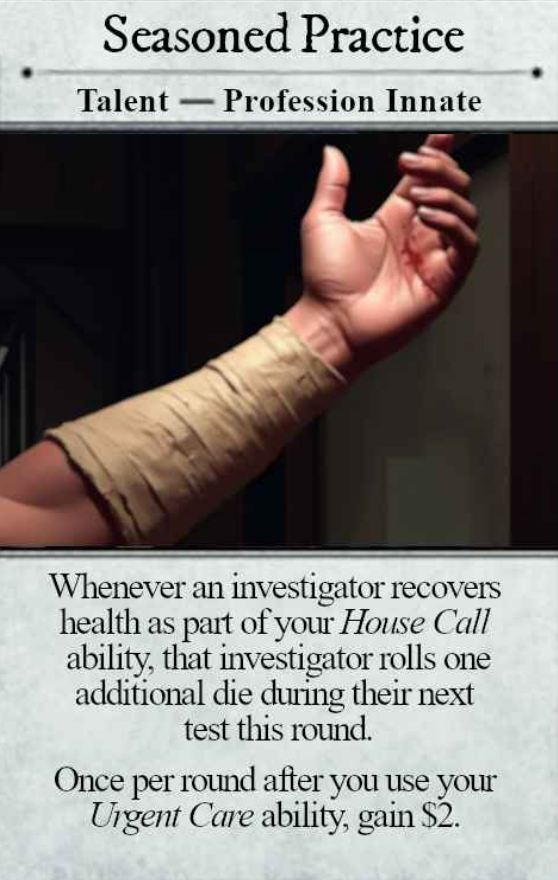 Seasoned Practice
Talent — Profession Innate
Whenever an investigator recovers
health as part of your House Call
ability, that investigator rolls one
additional die during their next
test this round.
Once per round after you use your
Urgent Care ability, gain $2.